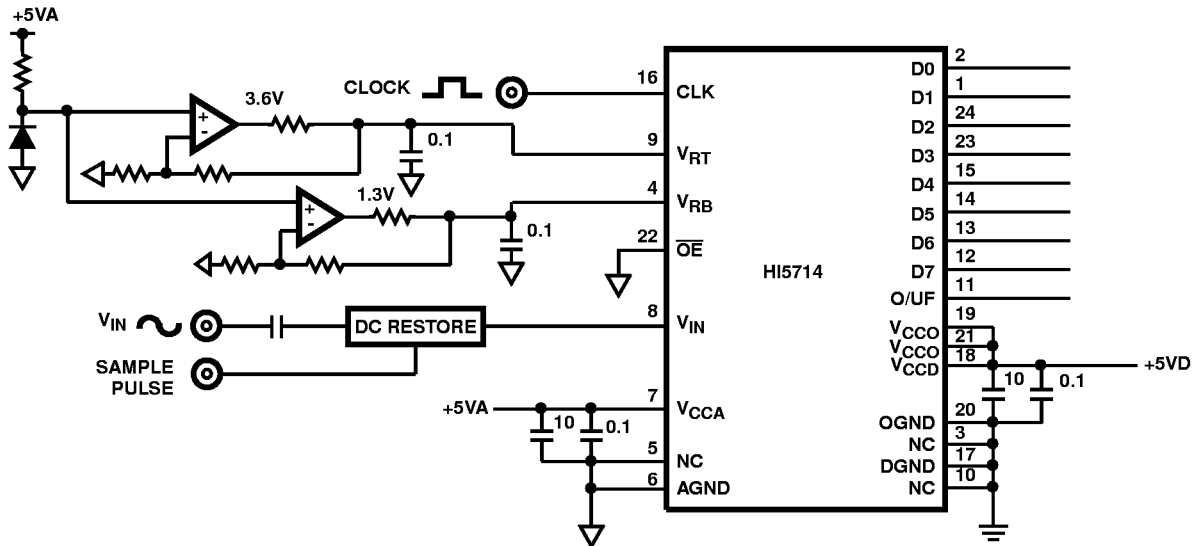 +5VA
3.6V
0.1
1.3V
0.1
CLOCK
V_IN
SAMPLE
PULSE
DC RESTORE
+5VA
10
0.1
16
CLK
9
V_RT
4
V_RB
22
OE
8
V_IN
7
V_CCA
5
NC
6
AGND
HI5714
D0
2
D1
1
D2
24
D3
23
D4
15
D5
14
D6
13
D7
12
O/UF
11
V_CCO
19
V_CCO
21
V_CCD
18
+5VD
10
0.1
OGND
20
NC
3
DGND
17
NC
10